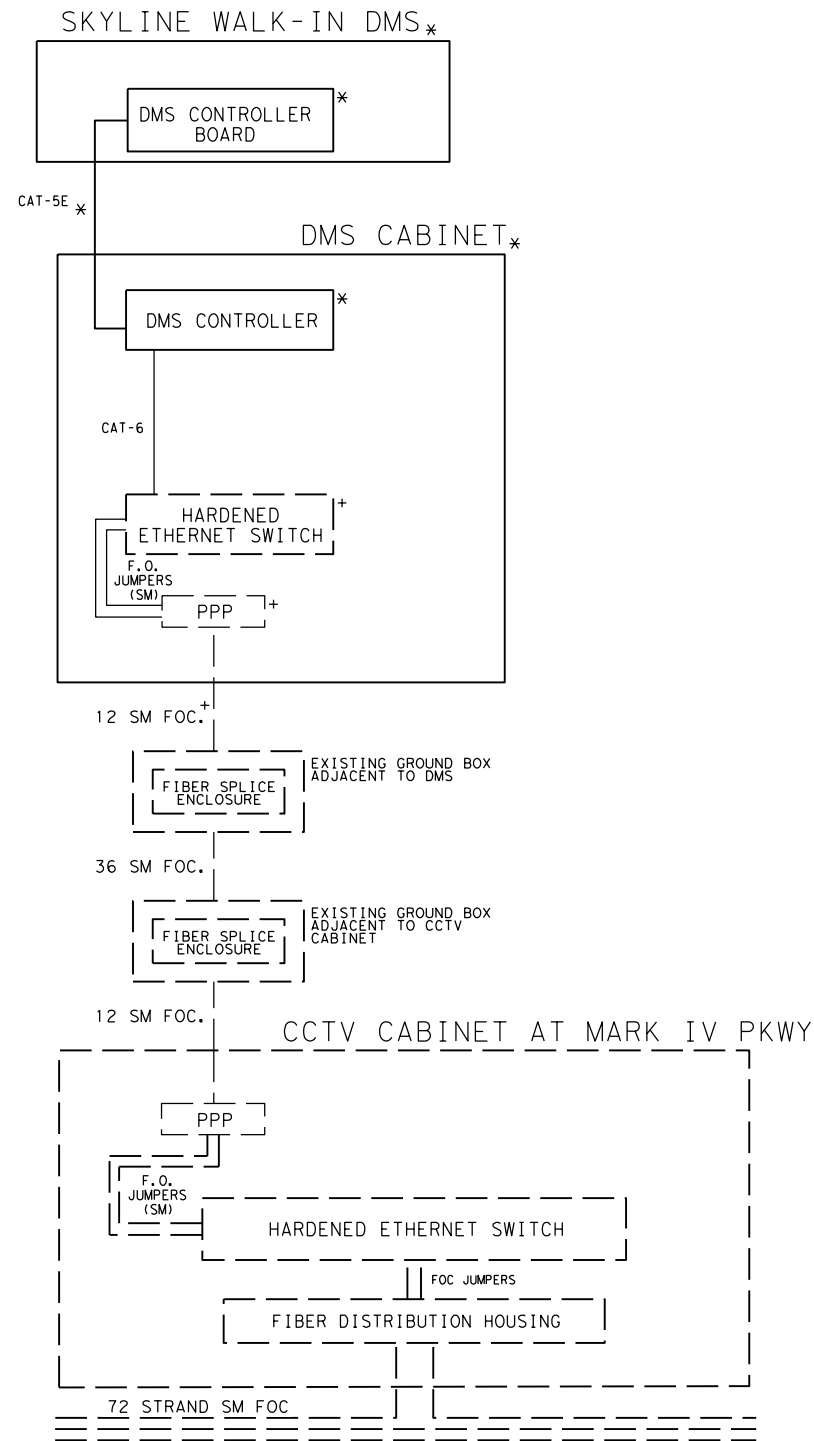 SKYLINE WALK-IN DMS*
DMS CONTROLLER
BOARD
*
CAT-5E *
DMS CABINET*
DMS CONTROLLER
*
CAT-6
HARDENED
ETHERNET SWITCH
+
F.O.
JUMPERS
(SM)
PPP
+
12 SM FOC.+
EXISTING GROUND BOX
ADJACENT TO DMS
FIBER SPLICE
ENCLOSURE
36 SM FOC.
EXISTING GROUND BOX
ADJACENT TO CCTV
CABINET
FIBER SPLICE
ENCLOSURE
12 SM FOC.
CCTV CABINET AT MARK IV PKWY
PPP
F.O.
JUMPERS
(SM)
HARDENED ETHERNET SWITCH
FOC JUMPERS
FIBER DISTRIBUTION HOUSING
72 STRAND SM FOC